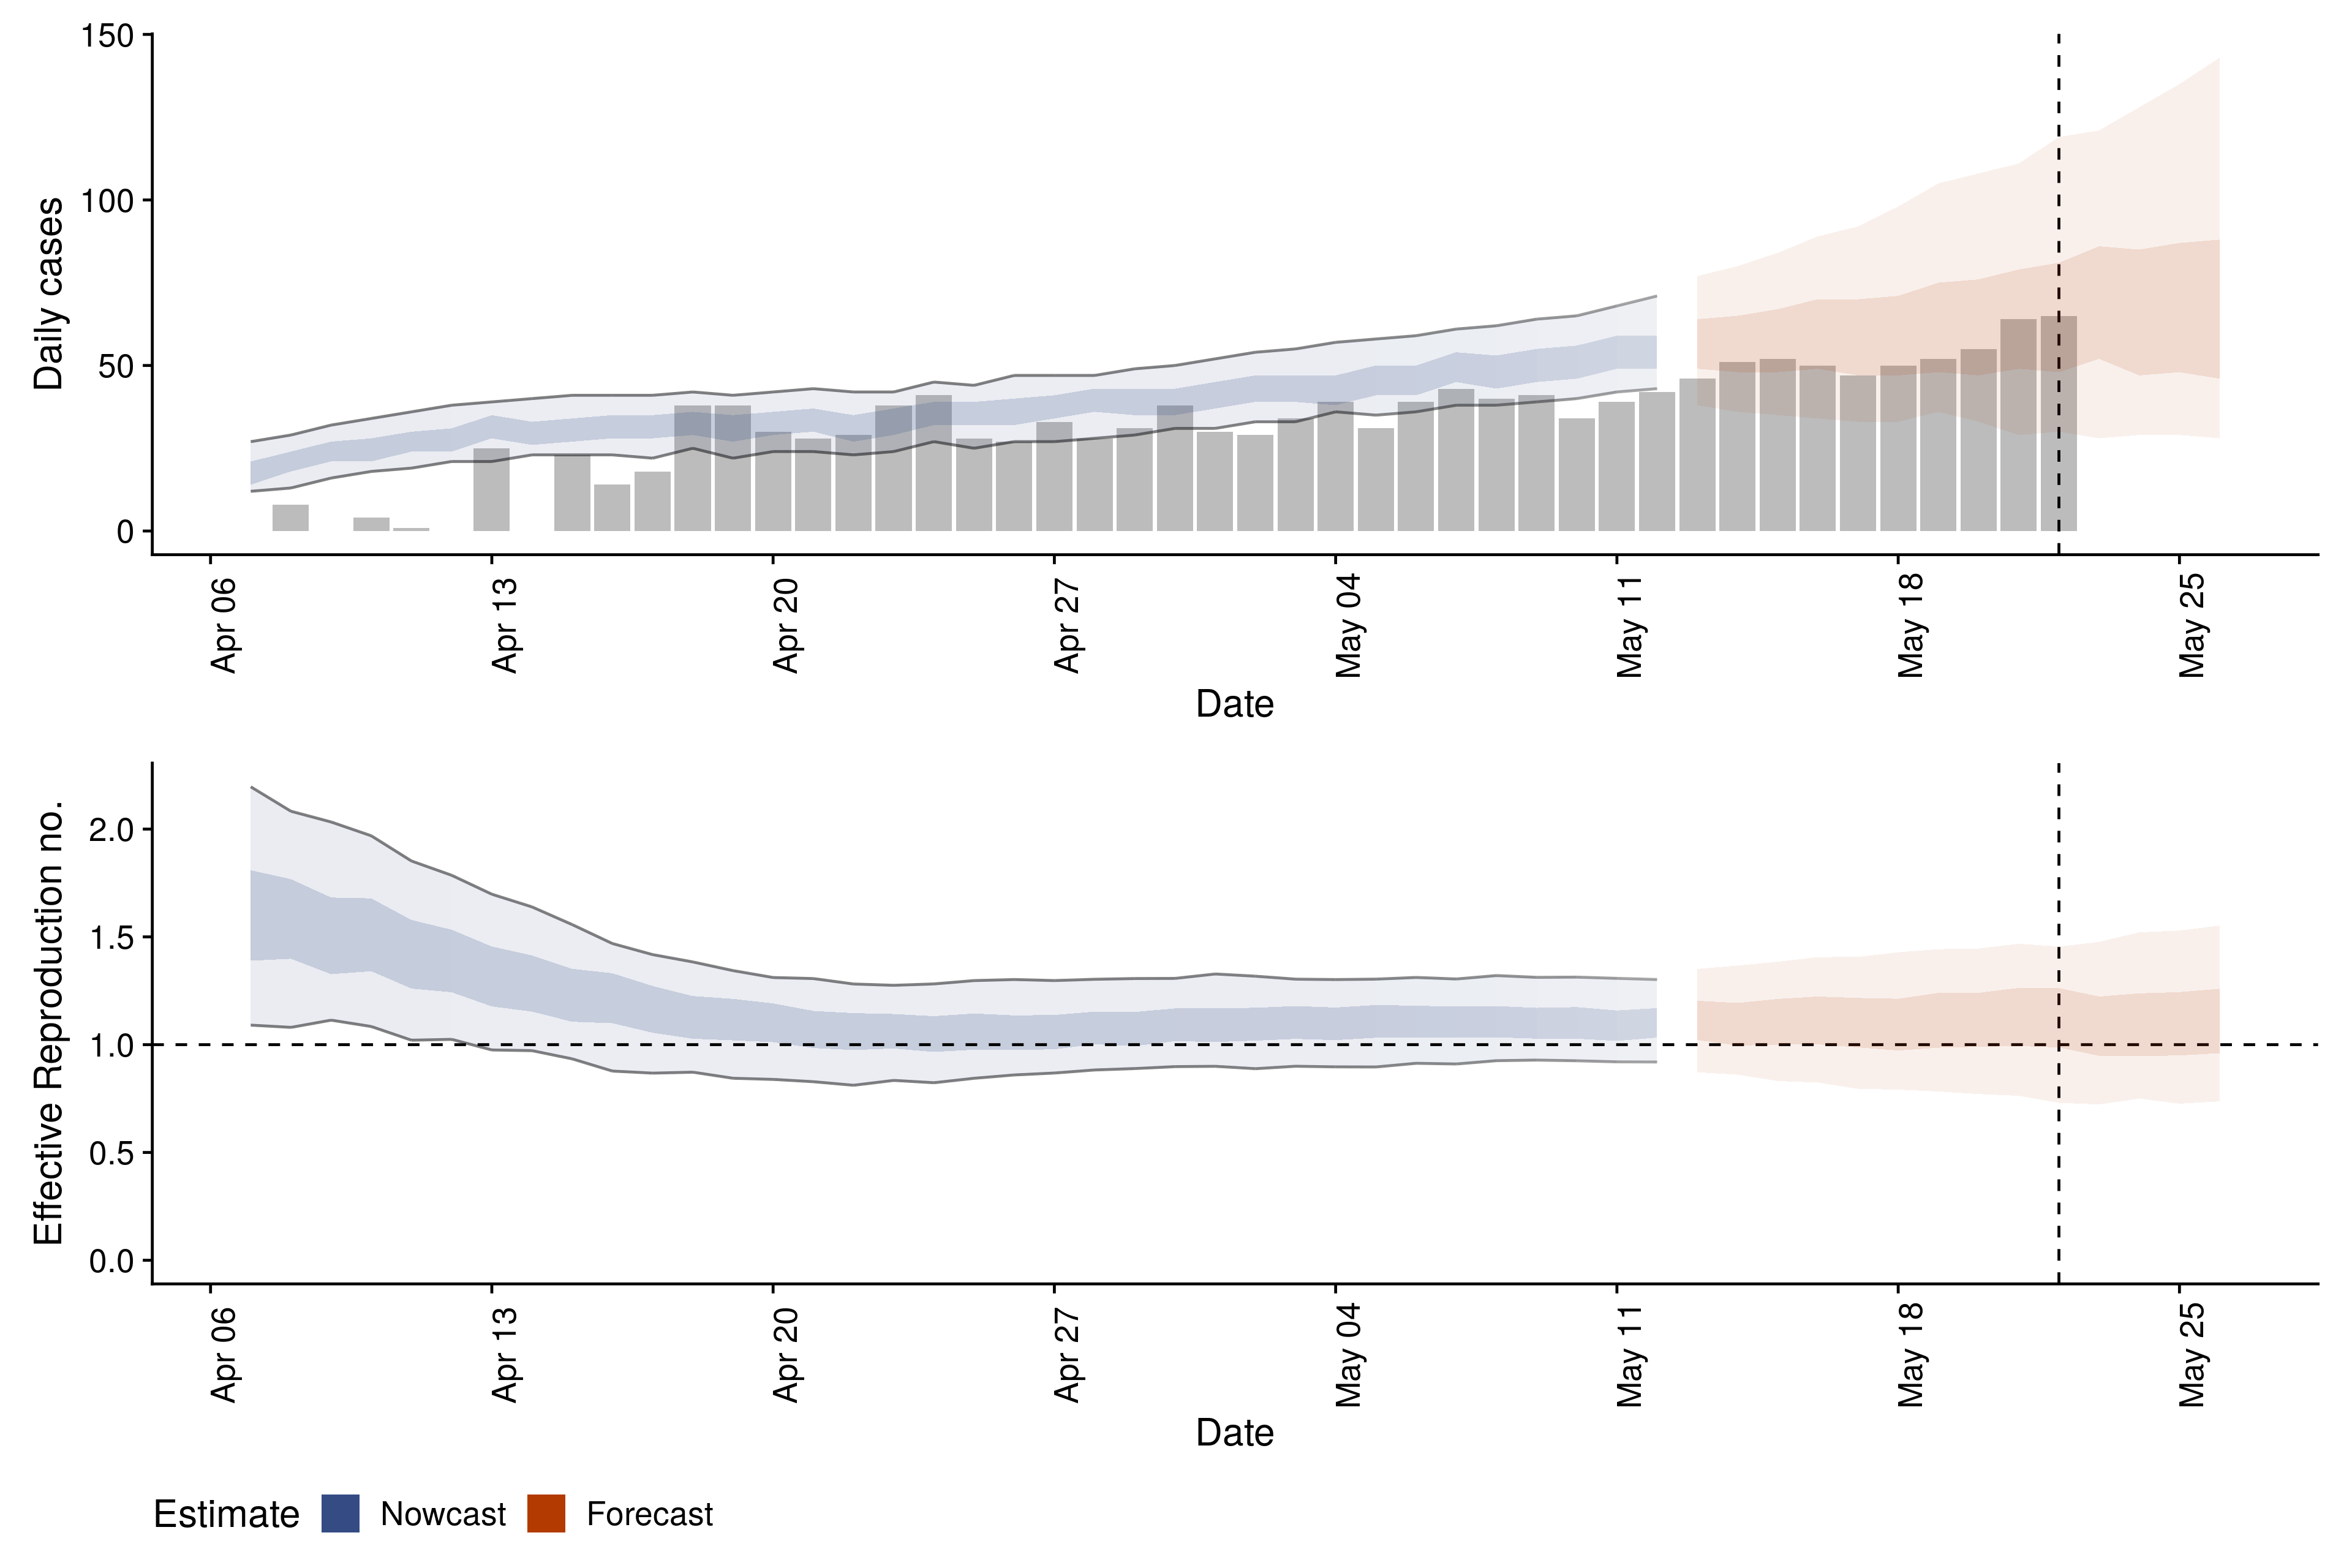 150
100
50
0
Daily cases
Apr 06
Apr 13
Apr 20
Apr 27
May 04
May 11
May 18
May 25
Date
2.0
1.5
1.0
0.5
0.0
Effective Reproduction no.
Apr 06
Apr 13
Apr 20
Apr 27
May 04
May 11
May 18
May 25
Date
Estimate Nowcast Forecast